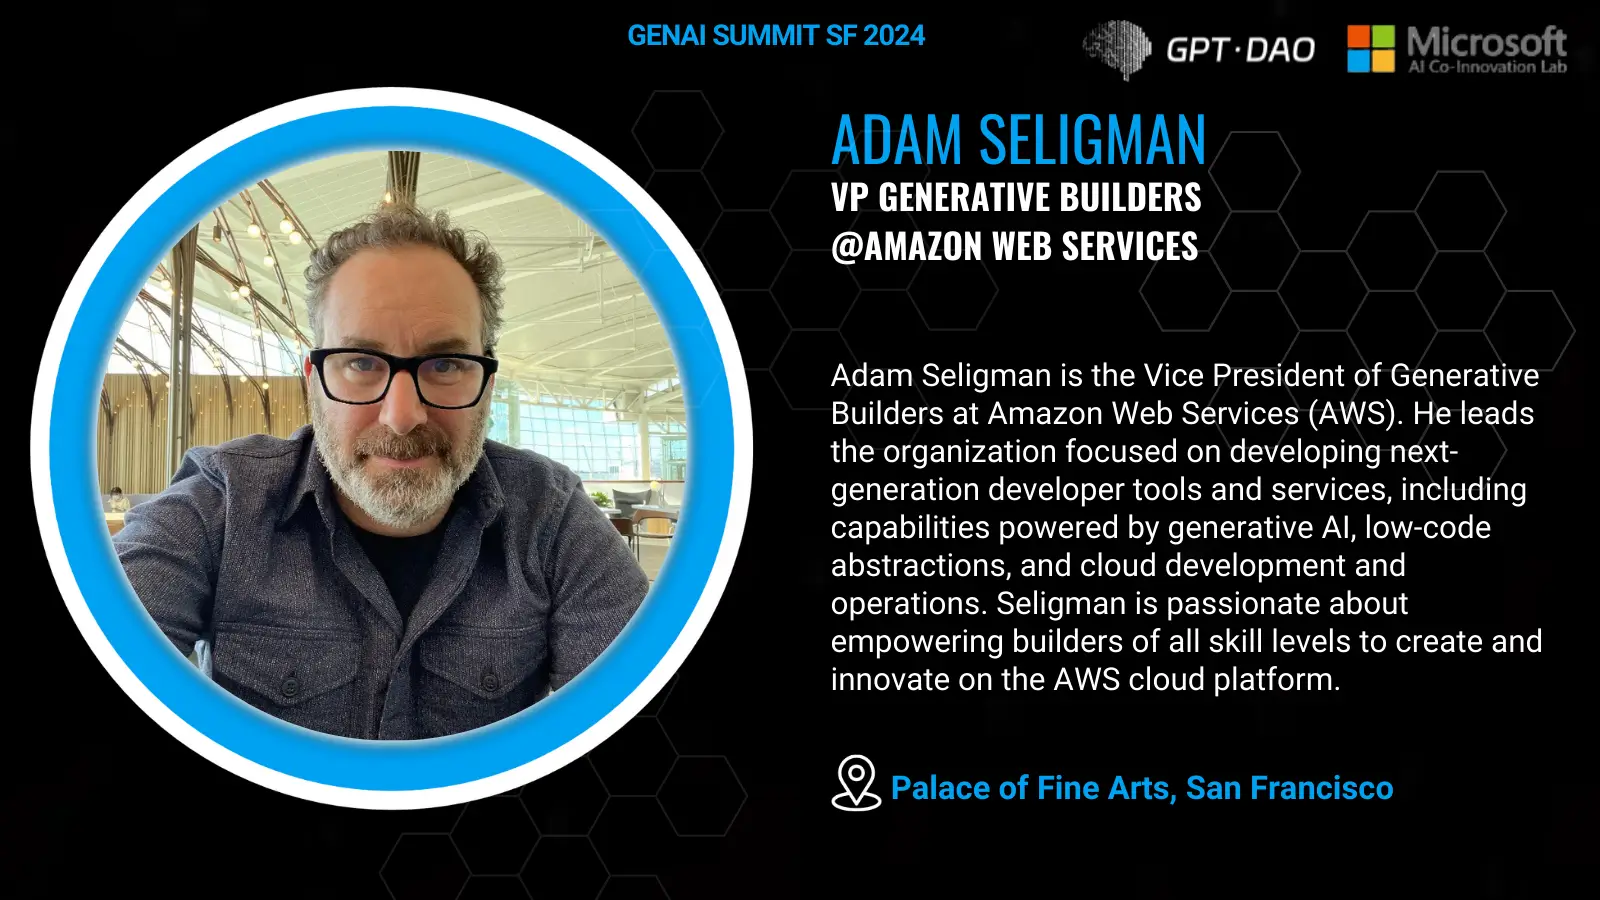 GENAI SUMMIT SF 2024
GPT·DAO
Microsoft
AI Co-Innovation Lab
ADAM SELIGMAN
VP GENERATIVE BUILDERS
@AMAZON WEB SERVICES
Adam Seligman is the Vice President of Generative
Builders at Amazon Web Services (AWS). He leads
the organization focused on developing next-
generation developer tools and services, including
capabilities powered by generative AI, low-code
abstractions, and cloud development and
operations. Seligman is passionate about
empowering builders of all skill levels to create and
innovate on the AWS cloud platform.
Palace of Fine Arts, San Francisco